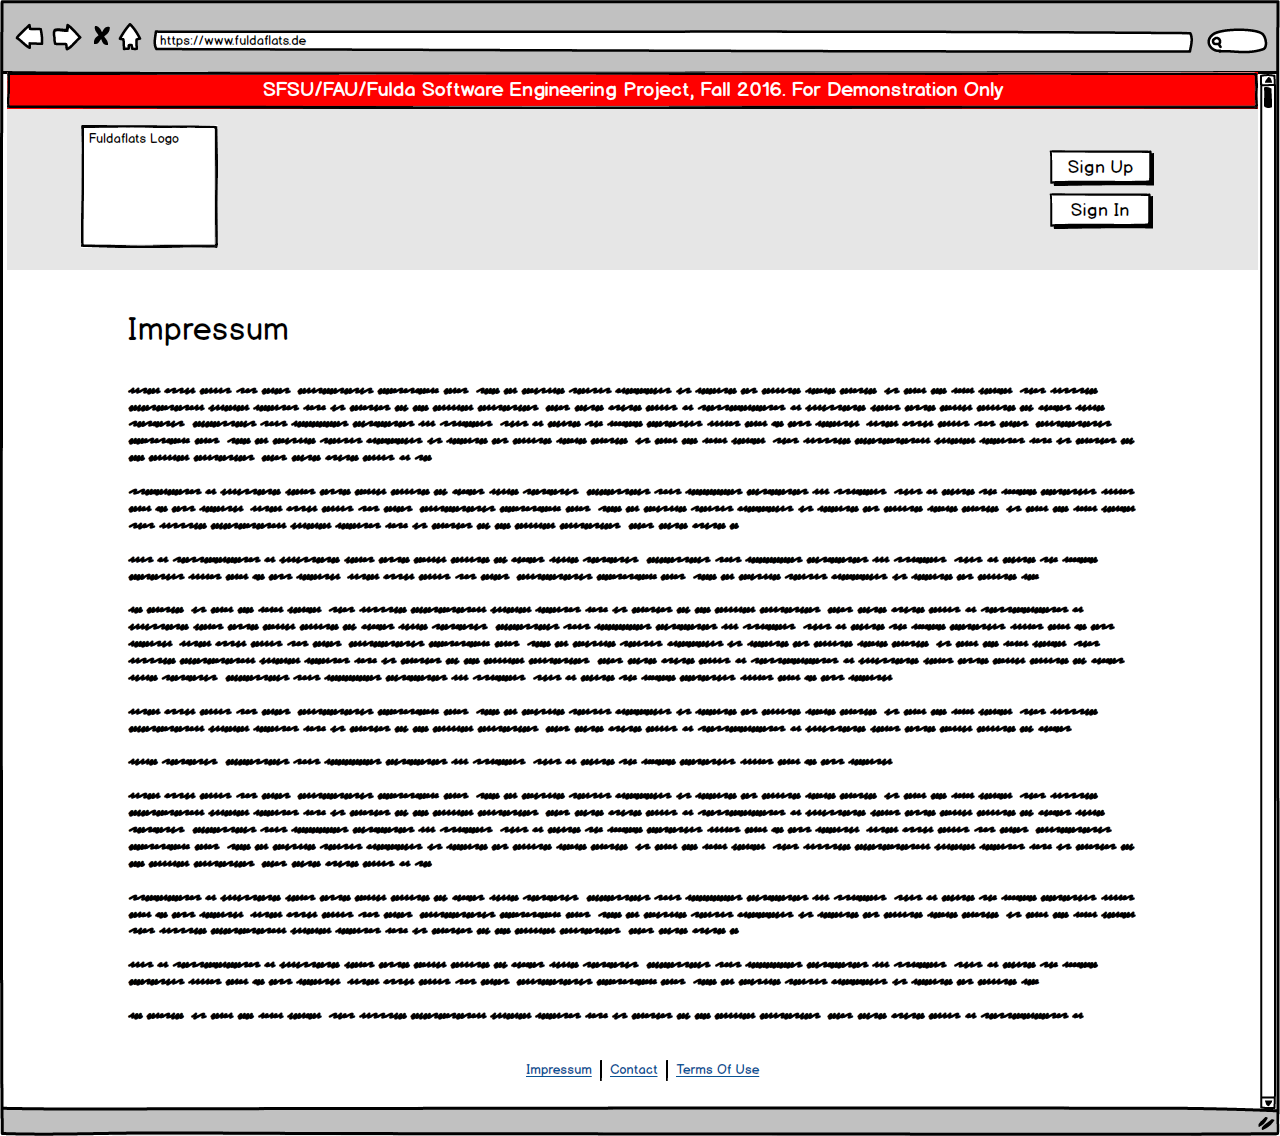 https://www.fuldaflats.de
SFSU/FAU/Fulda Software Engineering Project, Fall 2016. For Demonstration Only
Fuldaflats Logo
Sign Up
Sign In
Impressum
Impressum
Contact
Terms Of Use